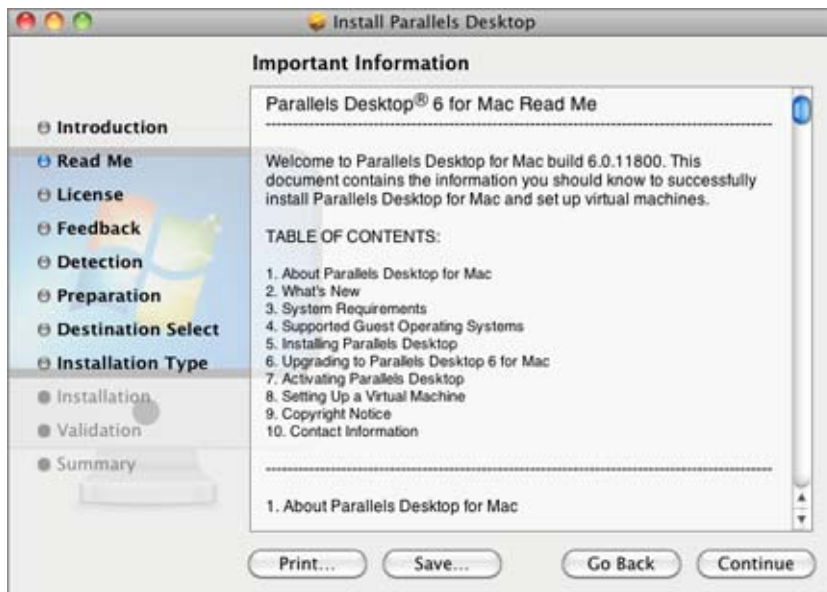 Install Parallels Desktop
Important Information
Introduction
Read Me
License
Feedback
Detection
Preparation
Destination Select
Installation Type
Installation
Validation
Summary
Parallels Desktop® 6 for Mac Read Me
--------------------------------------------------------------------------------
Welcome to Parallels Desktop for Mac build 6.0.11800. This
document contains the information you should know to successfully
install Parallels Desktop for Mac and set up virtual machines.
TABLE OF CONTENTS:
1. About Parallels Desktop for Mac
2. What's New
3. System Requirements
4. Supported Guest Operating Systems
5. Installing Parallels Desktop
6. Upgrading to Parallels Desktop 6 for Mac
7. Activating Parallels Desktop
8. Setting Up a Virtual Machine
9. Copyright Notice
10. Contact Information
--------------------------------------------------------------------------------
1. About Parallels Desktop for Mac
Print...
Save...
Go Back
Continue